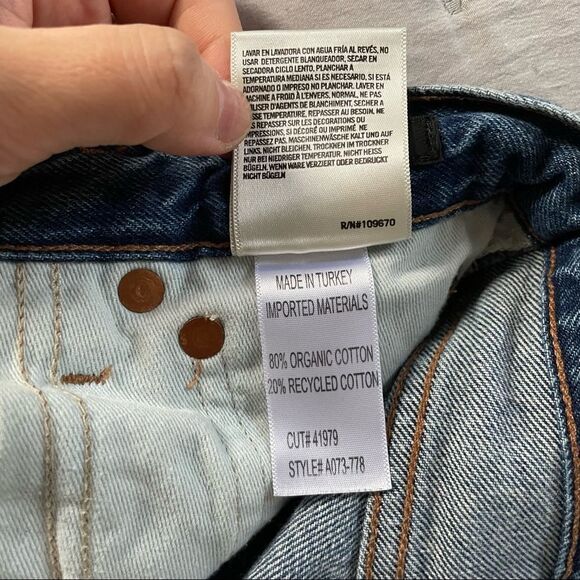 LAVAR EN LAVADORA CON AGUA FRÍA AL REVÉS, NO
USAR DETERGENTE BLANQUEADOR, SECAR EN
SECADORA CICLO LENTO, PLANCHAR A
TEMPERATURA MEDIANA SI ES NECESARIO, SI ESTÁ
ADORNADO O IMPRESO NO PLANCHAR. LAVER EN
MACHINE A FROID À L'ENVERS, NORMAL, NE PAS
UTILISER D'AGENTS DE BLANCHIMENT, SECHER A
BASSE TEMPERATURE. REPASSER AU BESOIN. NE
PAS REPASSER SUR LES DECORATIONS OU
IMPRESSIONS, SI DÉCORÉ OU IMPRIMÉ NE
REPASSEZ PAS. MASCHINENWÄSCHE KALT UND AUF
LINKS. NICHT BLEICHEN. TROCKEN IM TROCKNER
NUR BEI NIEDRIGER TEMPERATUR. NICHT HEISS
BÜGELN, WENN WARE VERZIERT ODER BEDRUCKT
NICHT BÜGELN
R/N#109670
MADE IN TURKEY
IMPORTED MATERIALS
80% ORGANIC COTTON
20% RECYCLED COTTON
CUT# 41979
STYLE# A073-778